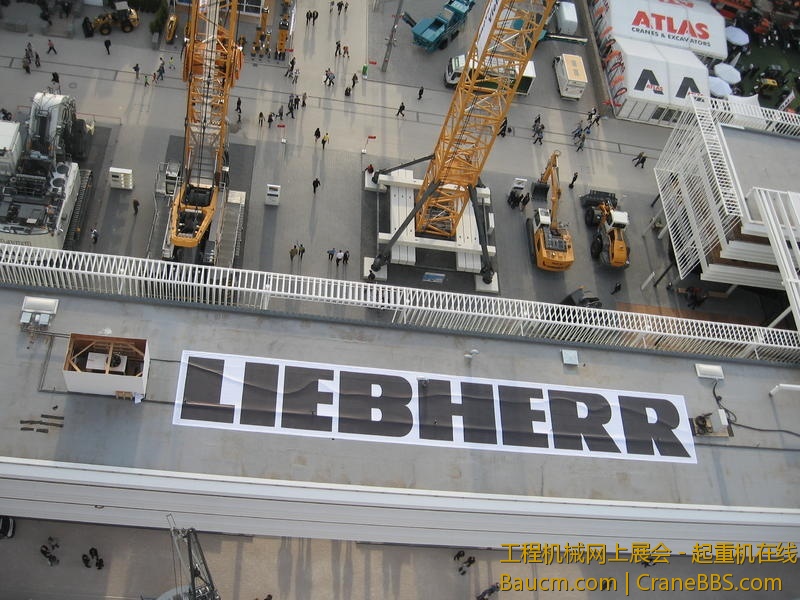 ATLAS
CRANES & EXCAVATORS
LIEBHERR
工程机械网上展会 - 起重机在线
Baucm.com | CraneBBS.com